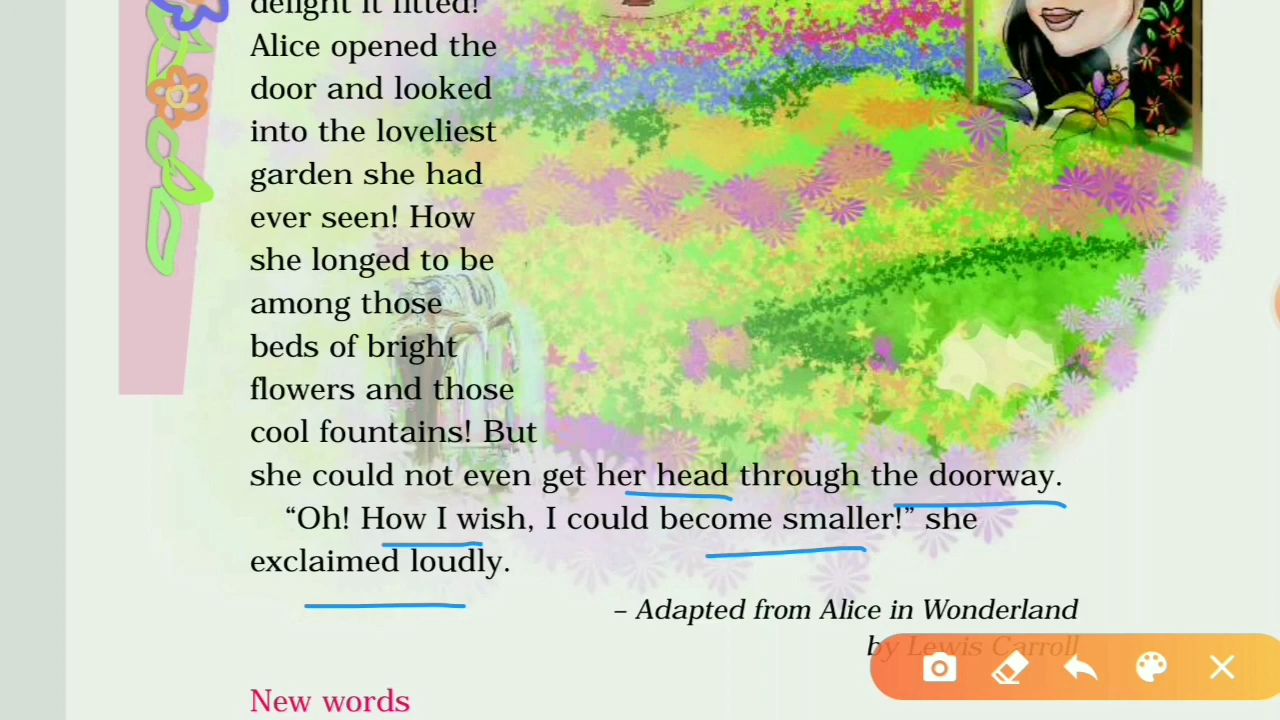 delight it fitted!
Alice opened the
door and looked
into the loveliest
garden she had
ever seen! How
she longed to be
among those
beds of bright
flowers and those
cool fountains! But
she could not even get her head through the doorway.
“Oh! How I wish, I could become smaller!” she
exclaimed loudly.
– Adapted from Alice in Wonderland
by Lewis Carroll
New words